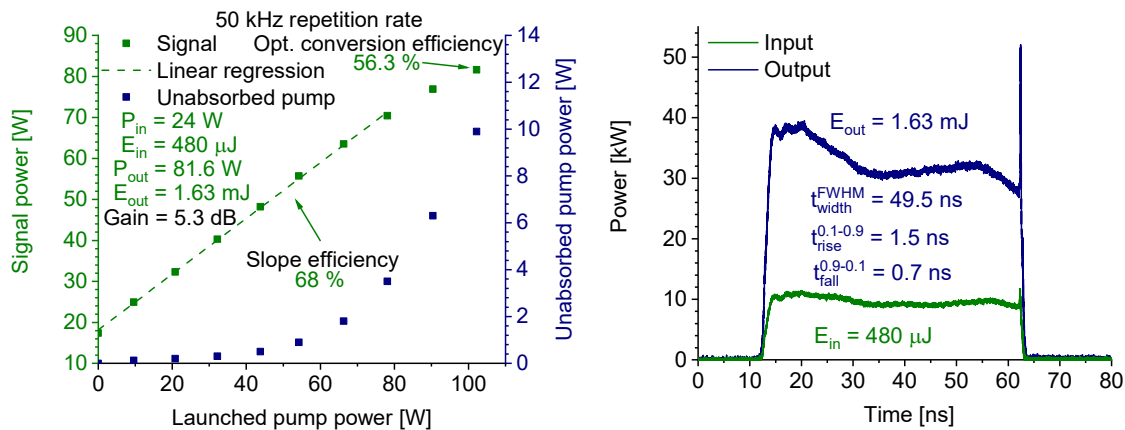 50 kHz repetition rate
Signal
Opt. conversion efficiency
56.3 %
Linear regression
Unabsorbed pump
P_in = 24 W
E_in = 480 μJ
P_out = 81.6 W
E_out = 1.63 mJ
Gain = 5.3 dB
Slope efficiency
68 %
90
80
70
60
50
40
30
20
10
Signal power [W]
14
12
10
8
6
4
2
0
Unabsorbed pump power [W]
0 20 40 60 80 100
Launched pump power [W]
Input
Output
E_out = 1.63 mJ
t_width^FWHM = 49.5 ns
t_rise^0.1-0.9 = 1.5 ns
t_fall^0.9-0.1 = 0.7 ns
E_in = 480 μJ
50
40
30
20
10
0
Power [kW]
0 10 20 30 40 50 60 70 80
Time [ns]